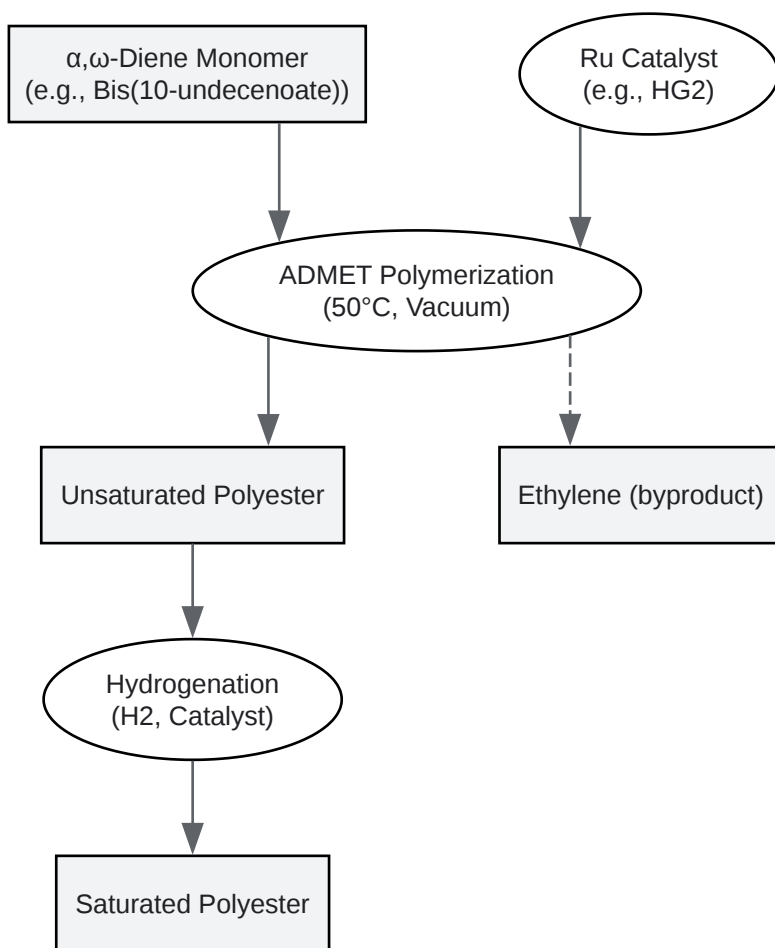 α,ω-Diene Monomer
(e.g., Bis(10-undecenoate))
Ru Catalyst
(e.g., HG2)
ADMET Polymerization
(50°C, Vacuum)
Unsaturated Polyester
Ethylene (byproduct)
Hydrogenation
(H2, Catalyst)
Saturated Polyester